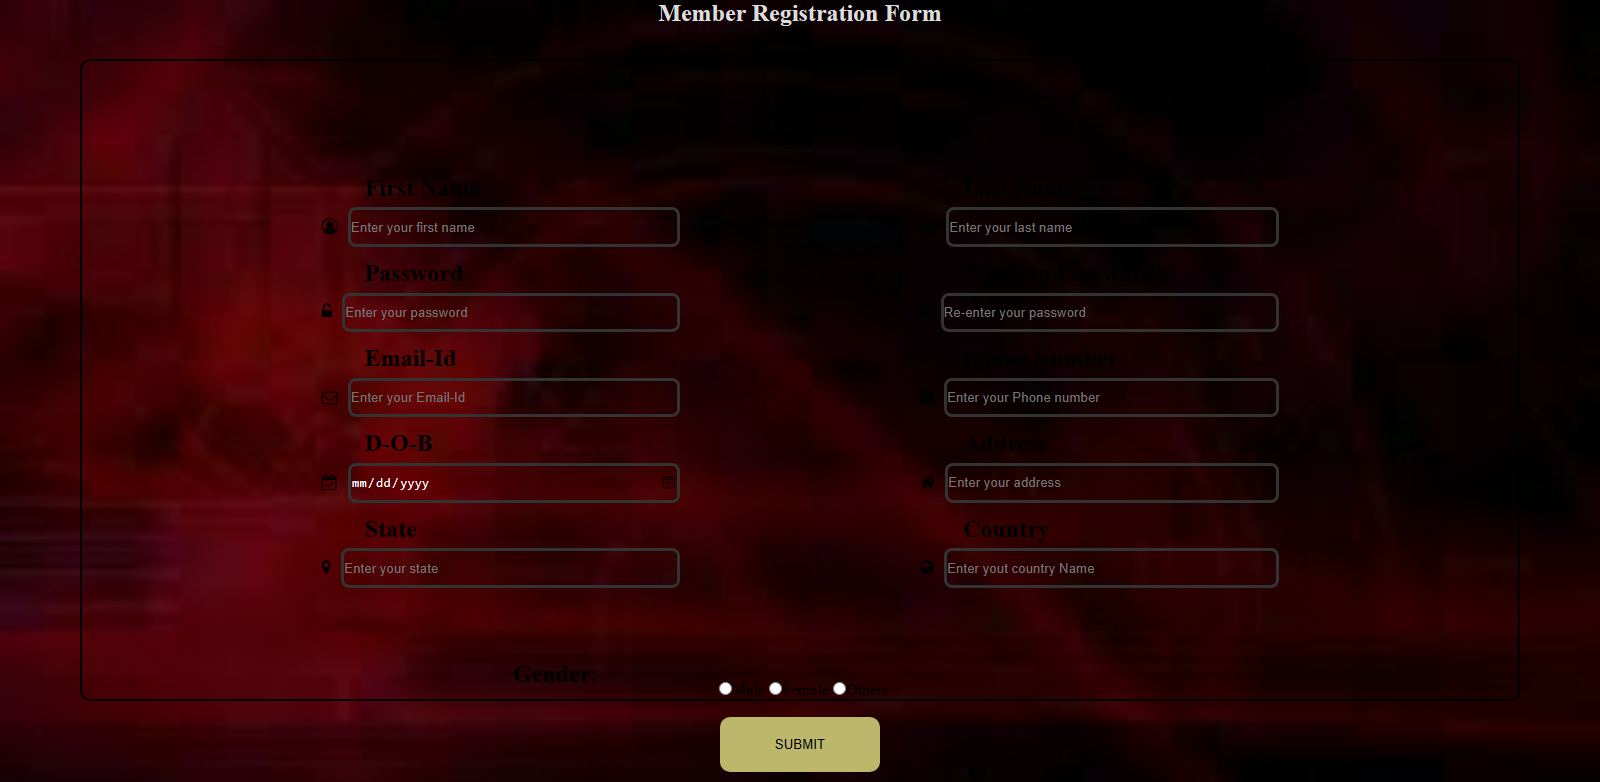 Member Registration Form
First Name Last Name
Enter your first name Enter your last name
Password Confirm Password
Enter your password Re-enter your password
Email-Id Phone Number
Enter your Email-Id Enter your Phone number
D-O-B Address
mm/dd/yyyy Enter your address
State Country
Enter your state Enter yout country Name
Gender:
Male Female Others
SUBMIT